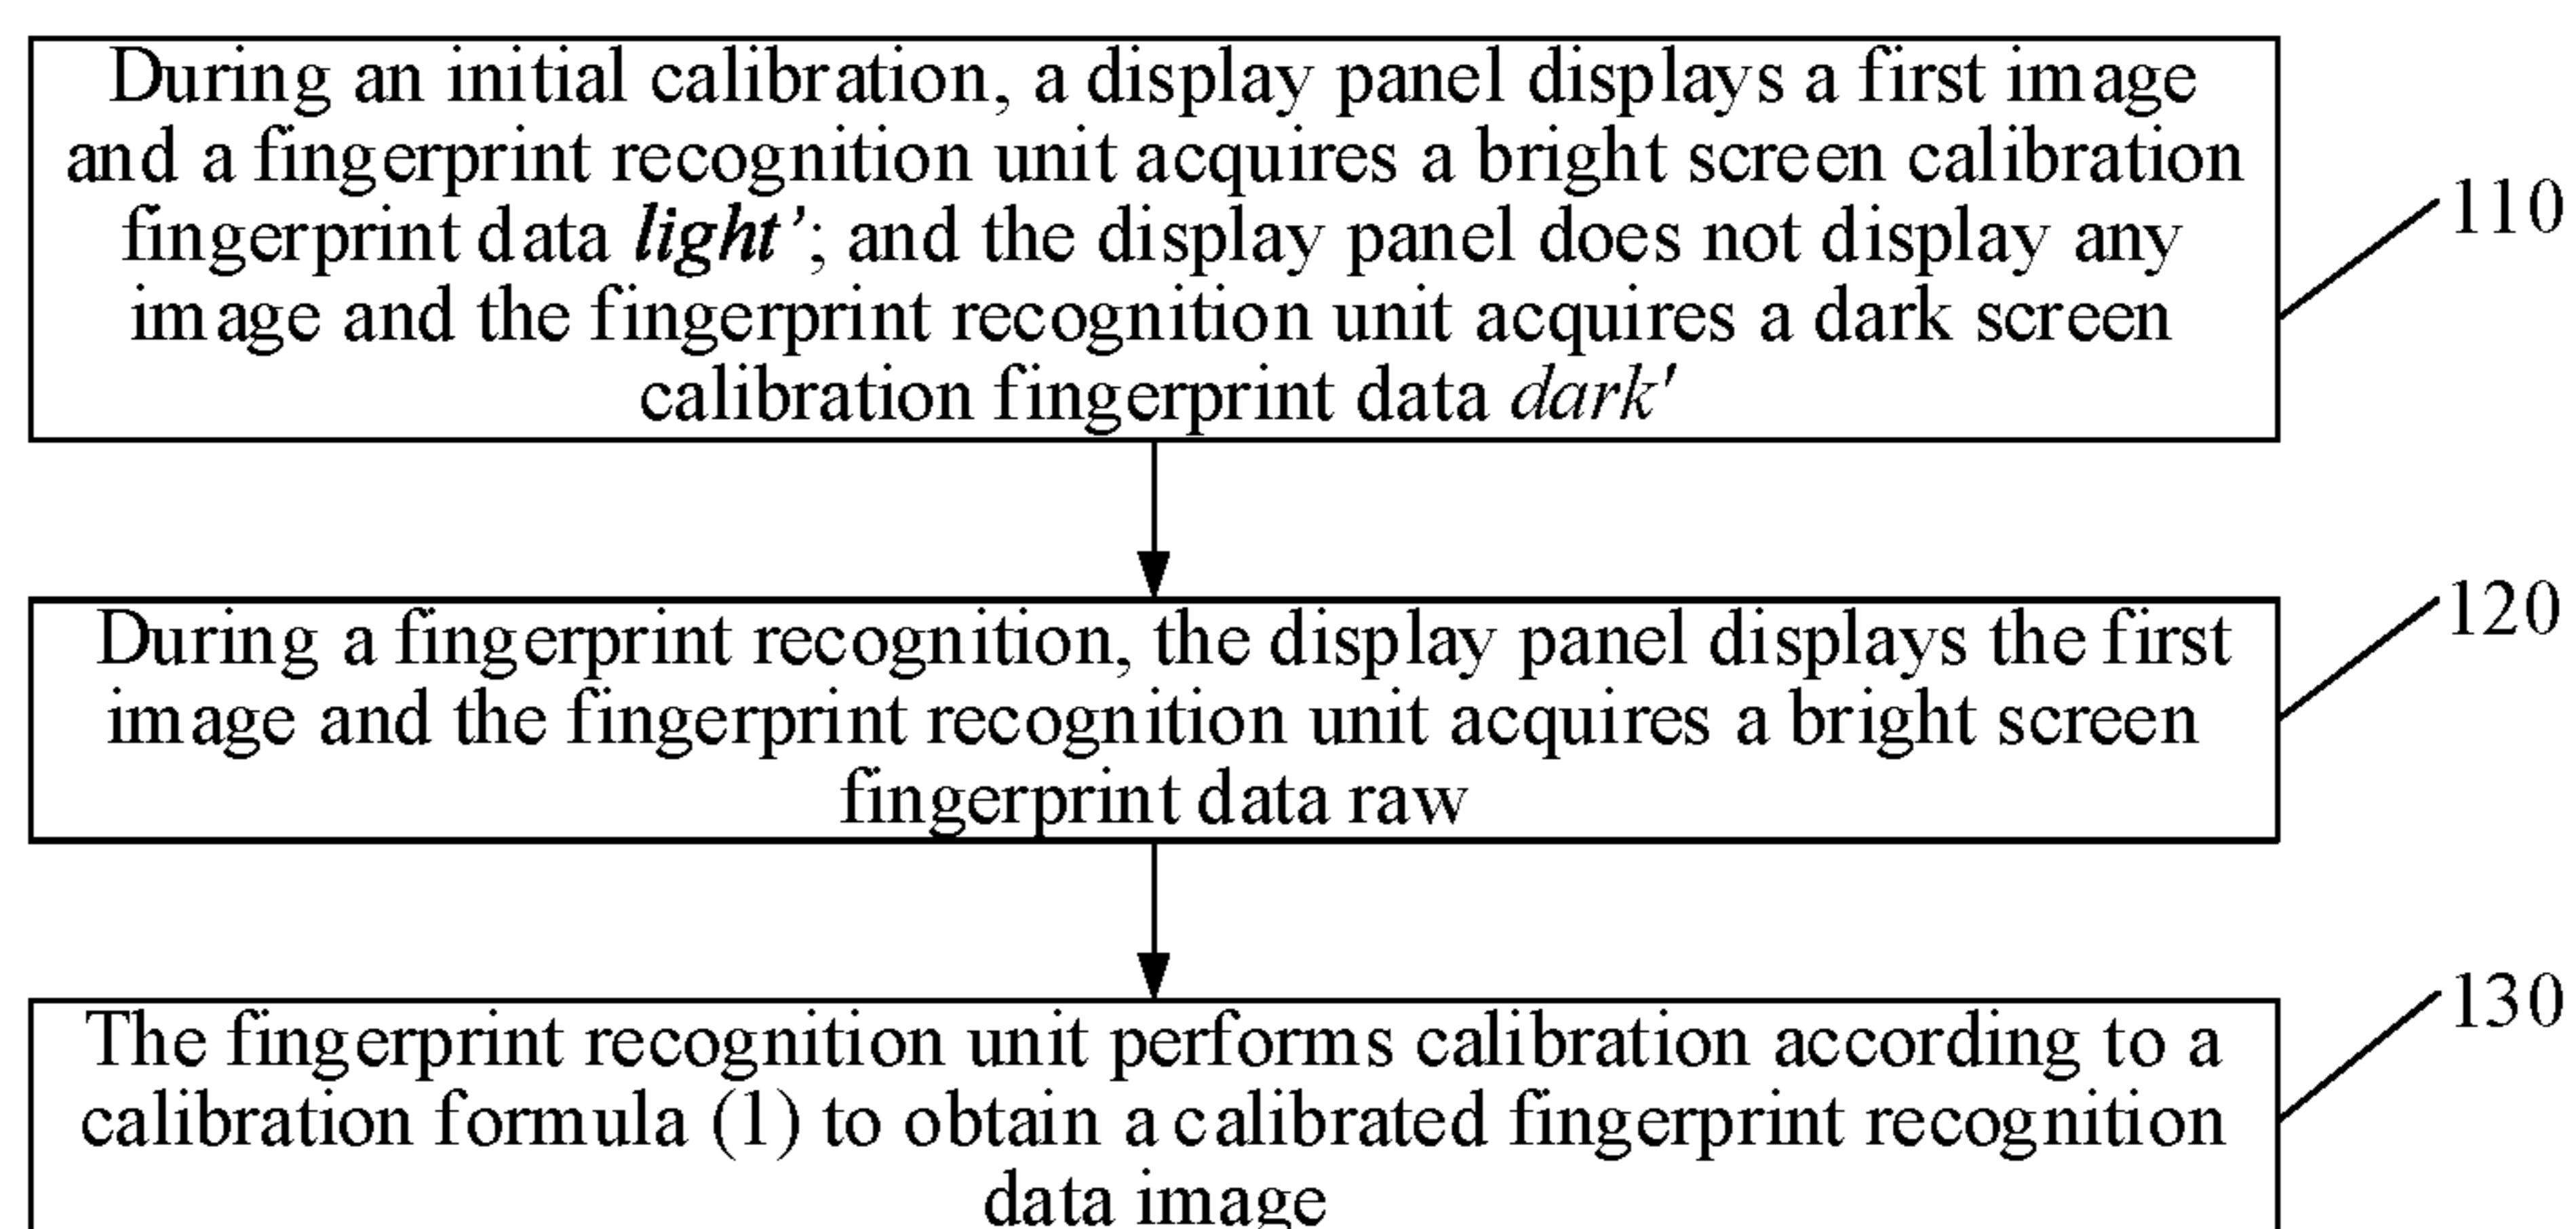 During an initial calibration, a display panel displays a first image
and a fingerprint recognition unit acquires a bright screen calibration
fingerprint data light’; and the display panel does not display any
image and the fingerprint recognition unit acquires a dark screen
calibration fingerprint data dark'
110
During a fingerprint recognition, the display panel displays the first
image and the fingerprint recognition unit acquires a bright screen
fingerprint data raw
120
The fingerprint recognition unit performs calibration according to a
calibration formula (1) to obtain a calibrated fingerprint recognition
data image
130